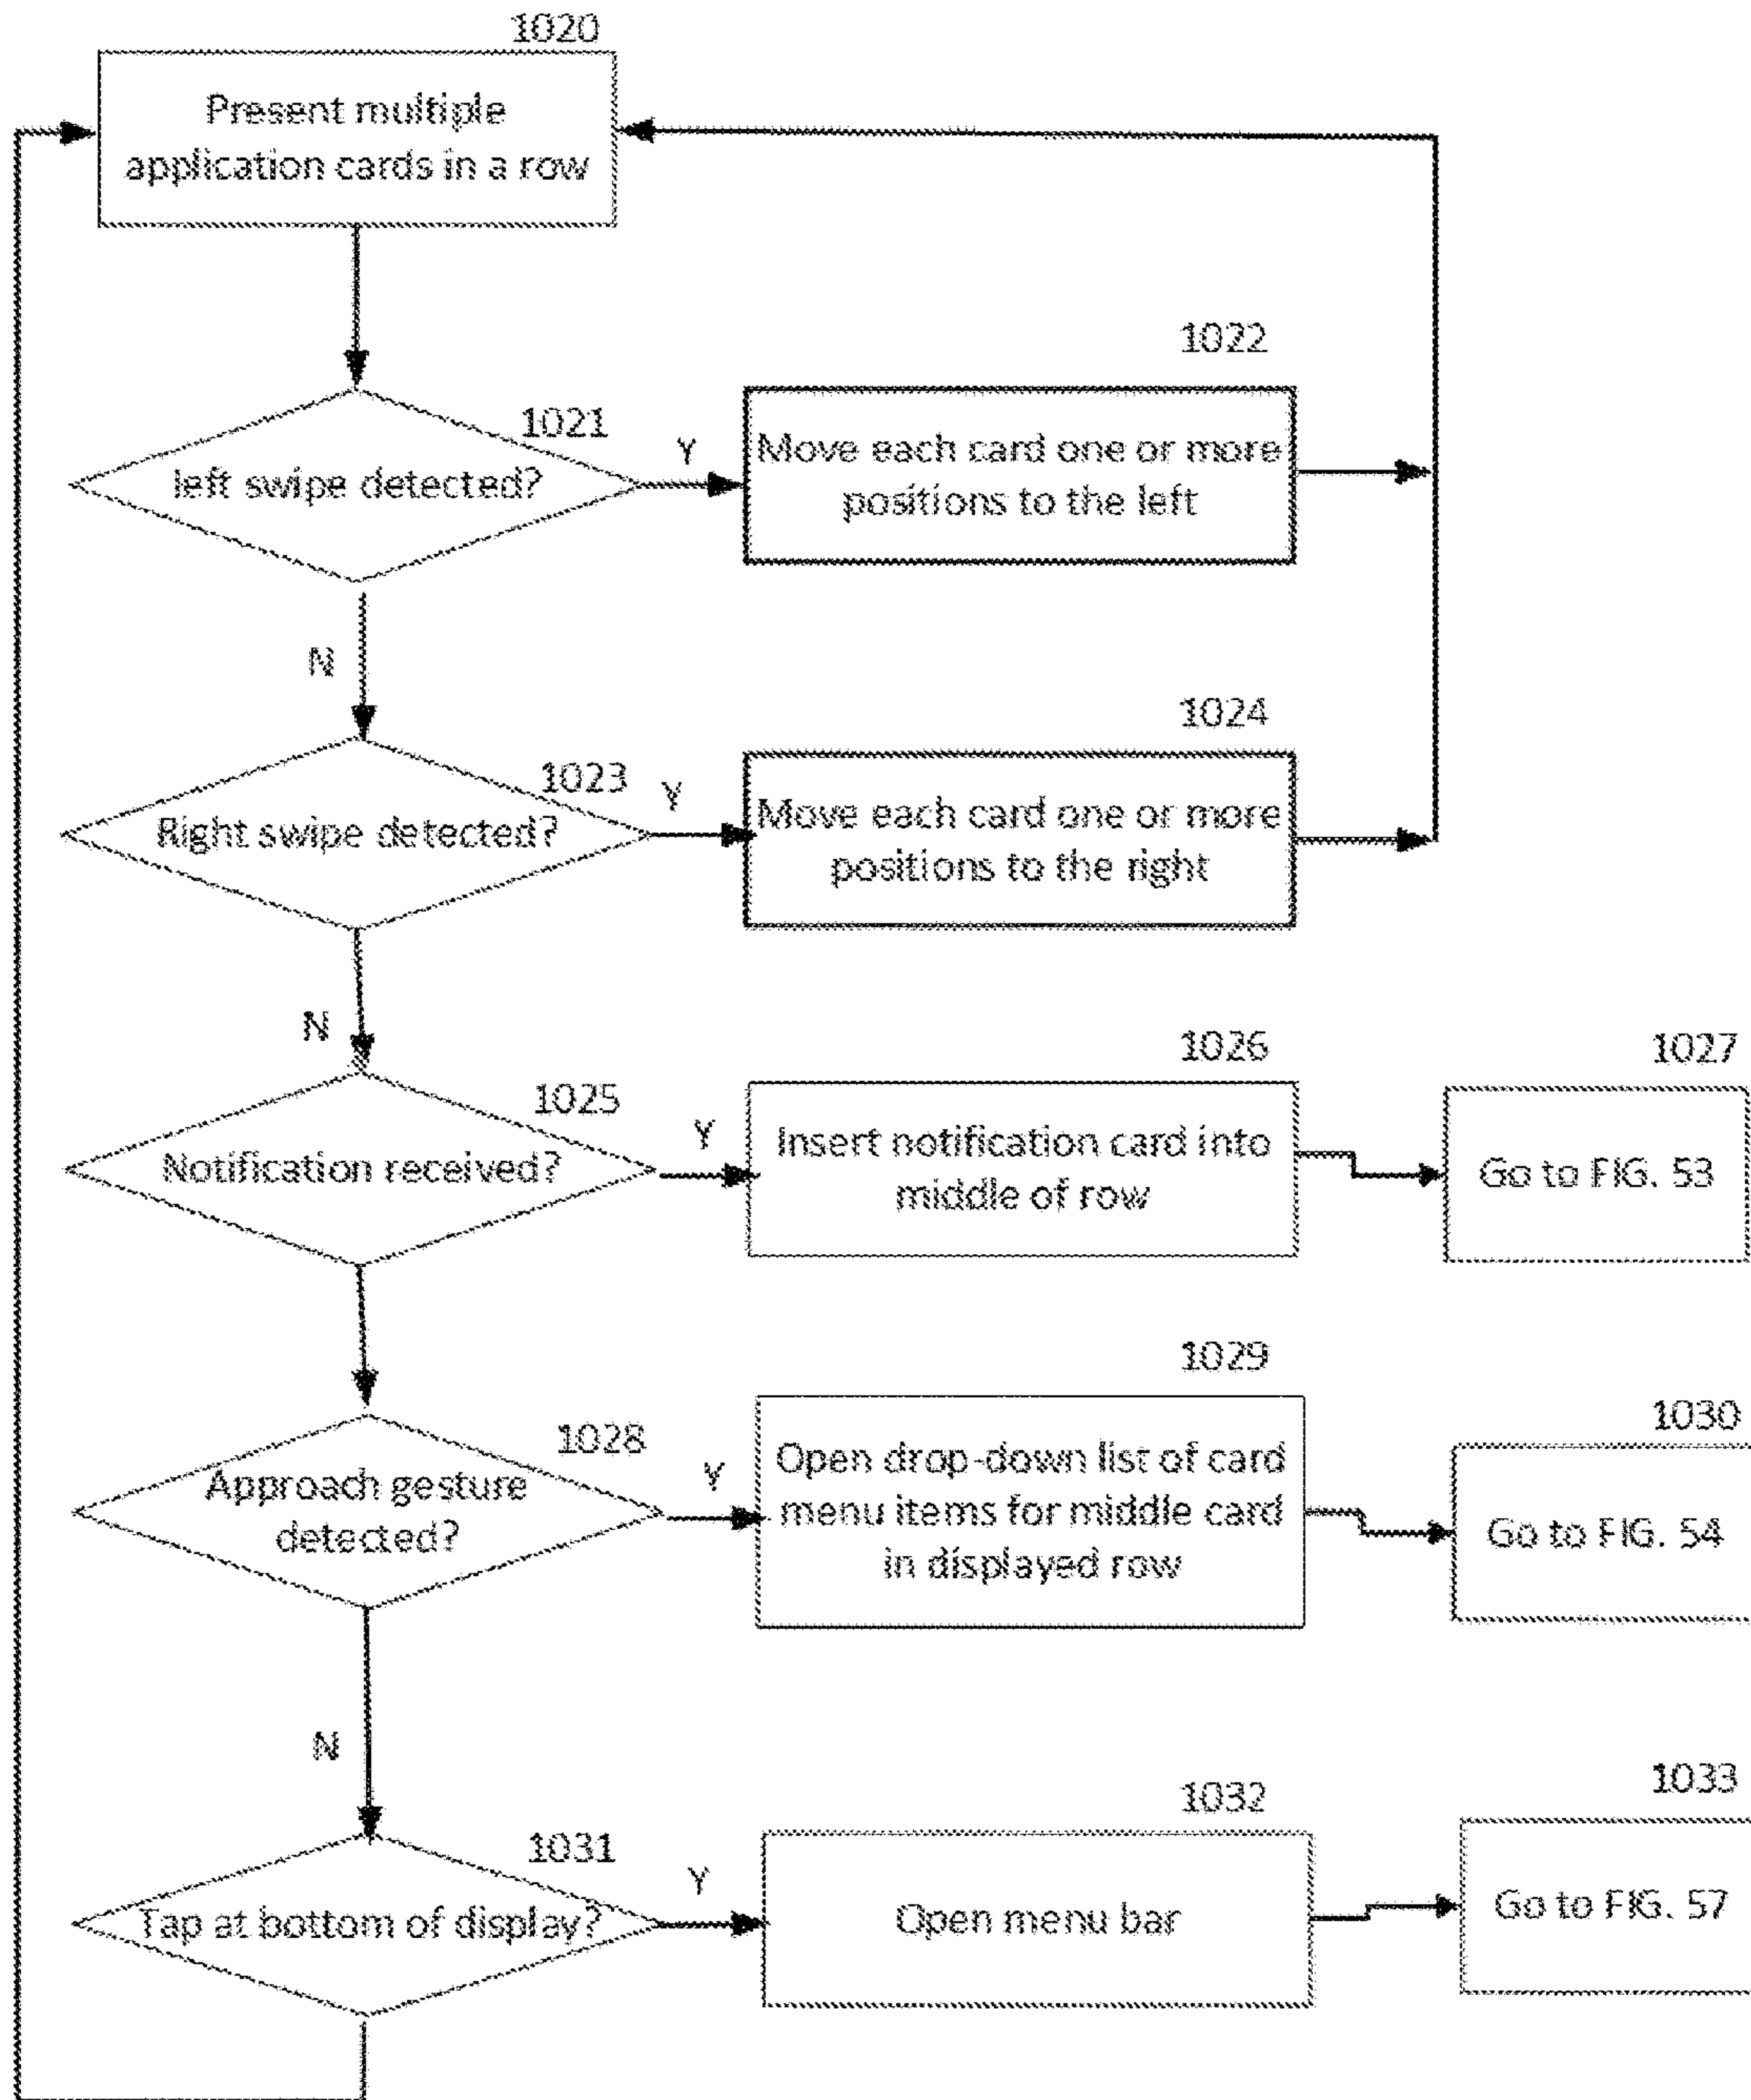 1020
Present multiple
application cards in a row
1022
1021
Y
left swipe detected?
Move each card one or more
positions to the left
N
1024
1023
Y
Right swipe detected?
Move each card one or more
positions to the right
N
1026
1027
1025
Y
Notification received?
Insert notification card into
middle of row
Go to FIG. 53
1029
1030
1028
Y
Approach gesture
detected?
Open drop-down list of card
menu items for middle card
in displayed row
Go to FIG. 54
N
1032
1033
1031
Y
Tap at bottom of display?
Open menu bar
Go to FIG. 57